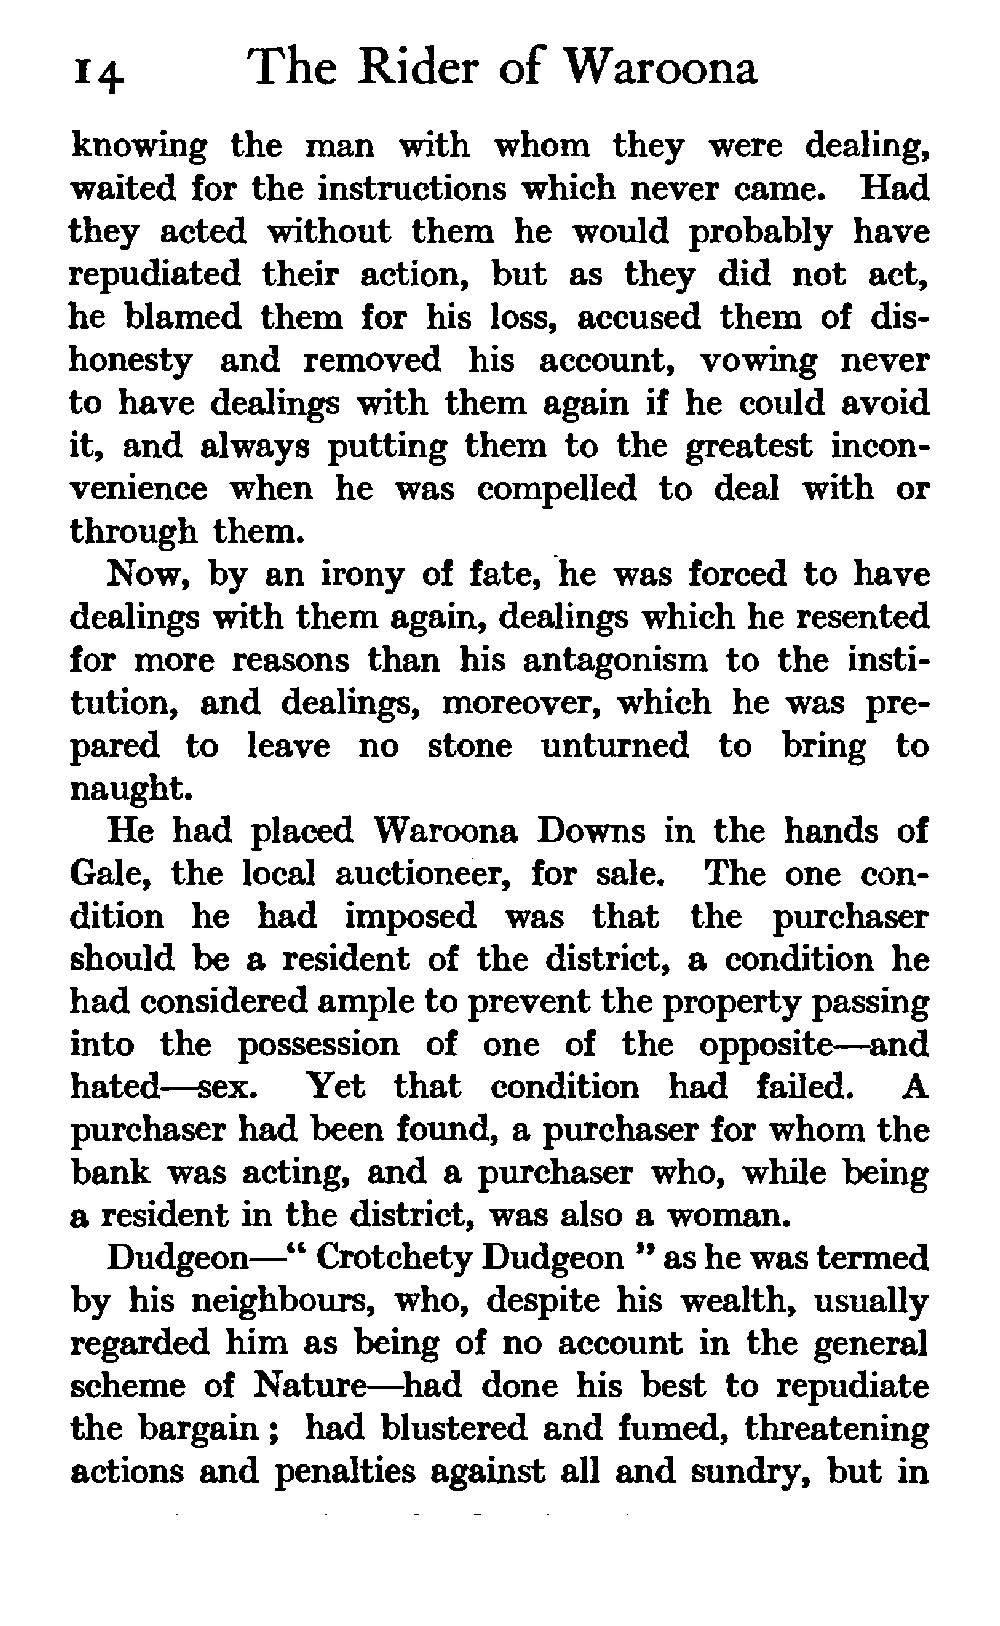 14 The Rider of Waroona
knowing the man with whom they were dealing,
waited for the instructions which never came. Had
they acted without them he would probably have
repudiated their action, but as they did not act,
he blamed them for his loss, accused them of dis-
honesty and removed his account, vowing never
to have dealings with them again if he could avoid
it, and always putting them to the greatest incon-
venience when he was compelled to deal with or
through them.
Now, by an irony of fate, he was forced to have
dealings with them again, dealings which he resented
for more reasons than his antagonism to the insti-
tution, and dealings, moreover, which he was pre-
pared to leave no stone unturned to bring to
naught.
He had placed Waroona Downs in the hands of
Gale, the local auctioneer, for sale. The one con-
dition he had imposed was that the purchaser
should be a resident of the district, a condition he
had considered ample to prevent the property passing
into the possession of one of the opposite—and
hated—sex. Yet that condition had failed. A
purchaser had been found, a purchaser for whom the
bank was acting, and a purchaser who, while being
a resident in the district, was also a woman.
Dudgeon—“ Crotchety Dudgeon ” as he was termed
by his neighbours, who, despite his wealth, usually
regarded him as being of no account in the general
scheme of Nature—had done his best to repudiate
the bargain ; had blustered and fumed, threatening
actions and penalties against all and sundry, but in